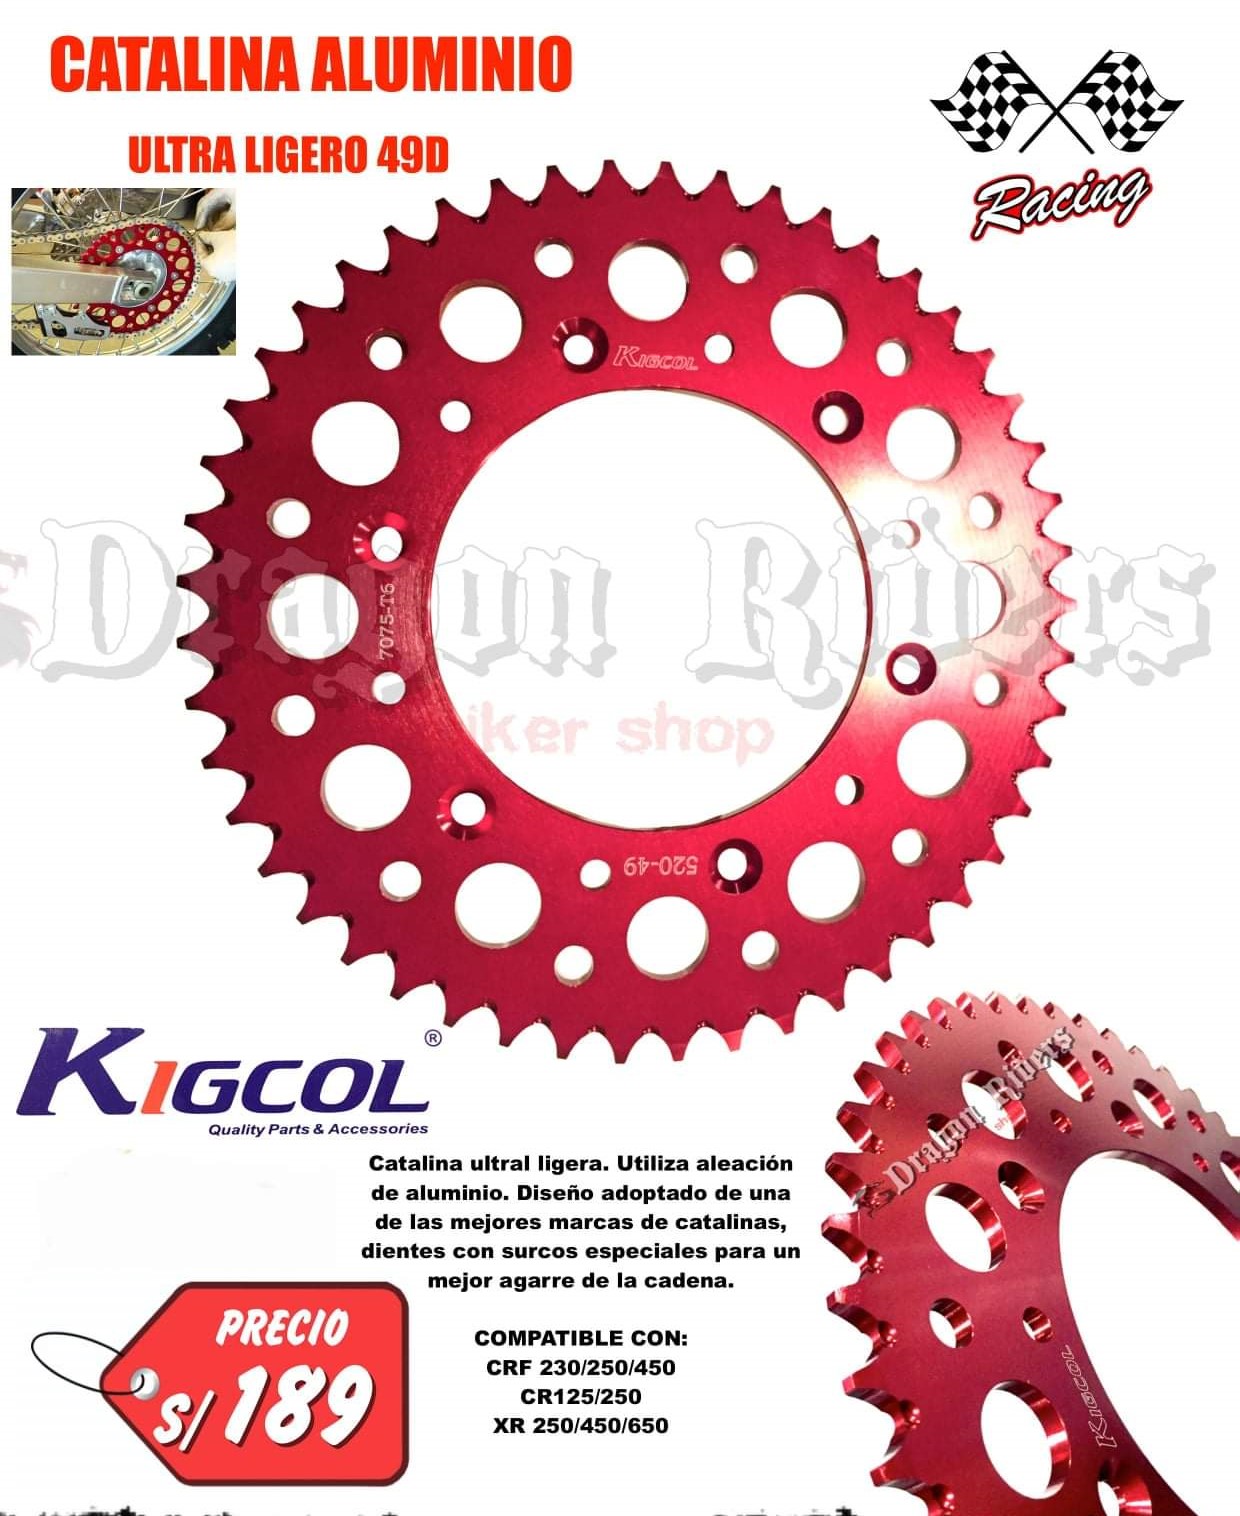 CATALINA ALUMINIO
ULTRA LIGERO 49D
Racing
KIGCOL
7075-T6
520-49
Dragon Riders
biker shop
KIGCOL®
Quality Parts & Accessories
Dragon Riders
Catalina ultral ligera. Utiliza aleación
de aluminio. Diseño adoptado de una
de las mejores marcas de catalinas,
dientes con surcos especiales para un
mejor agarre de la cadena.
PRECIO
S/ 189
COMPATIBLE CON:
CRF 230/250/450
CR125/250
XR 250/450/650
KIGCOL